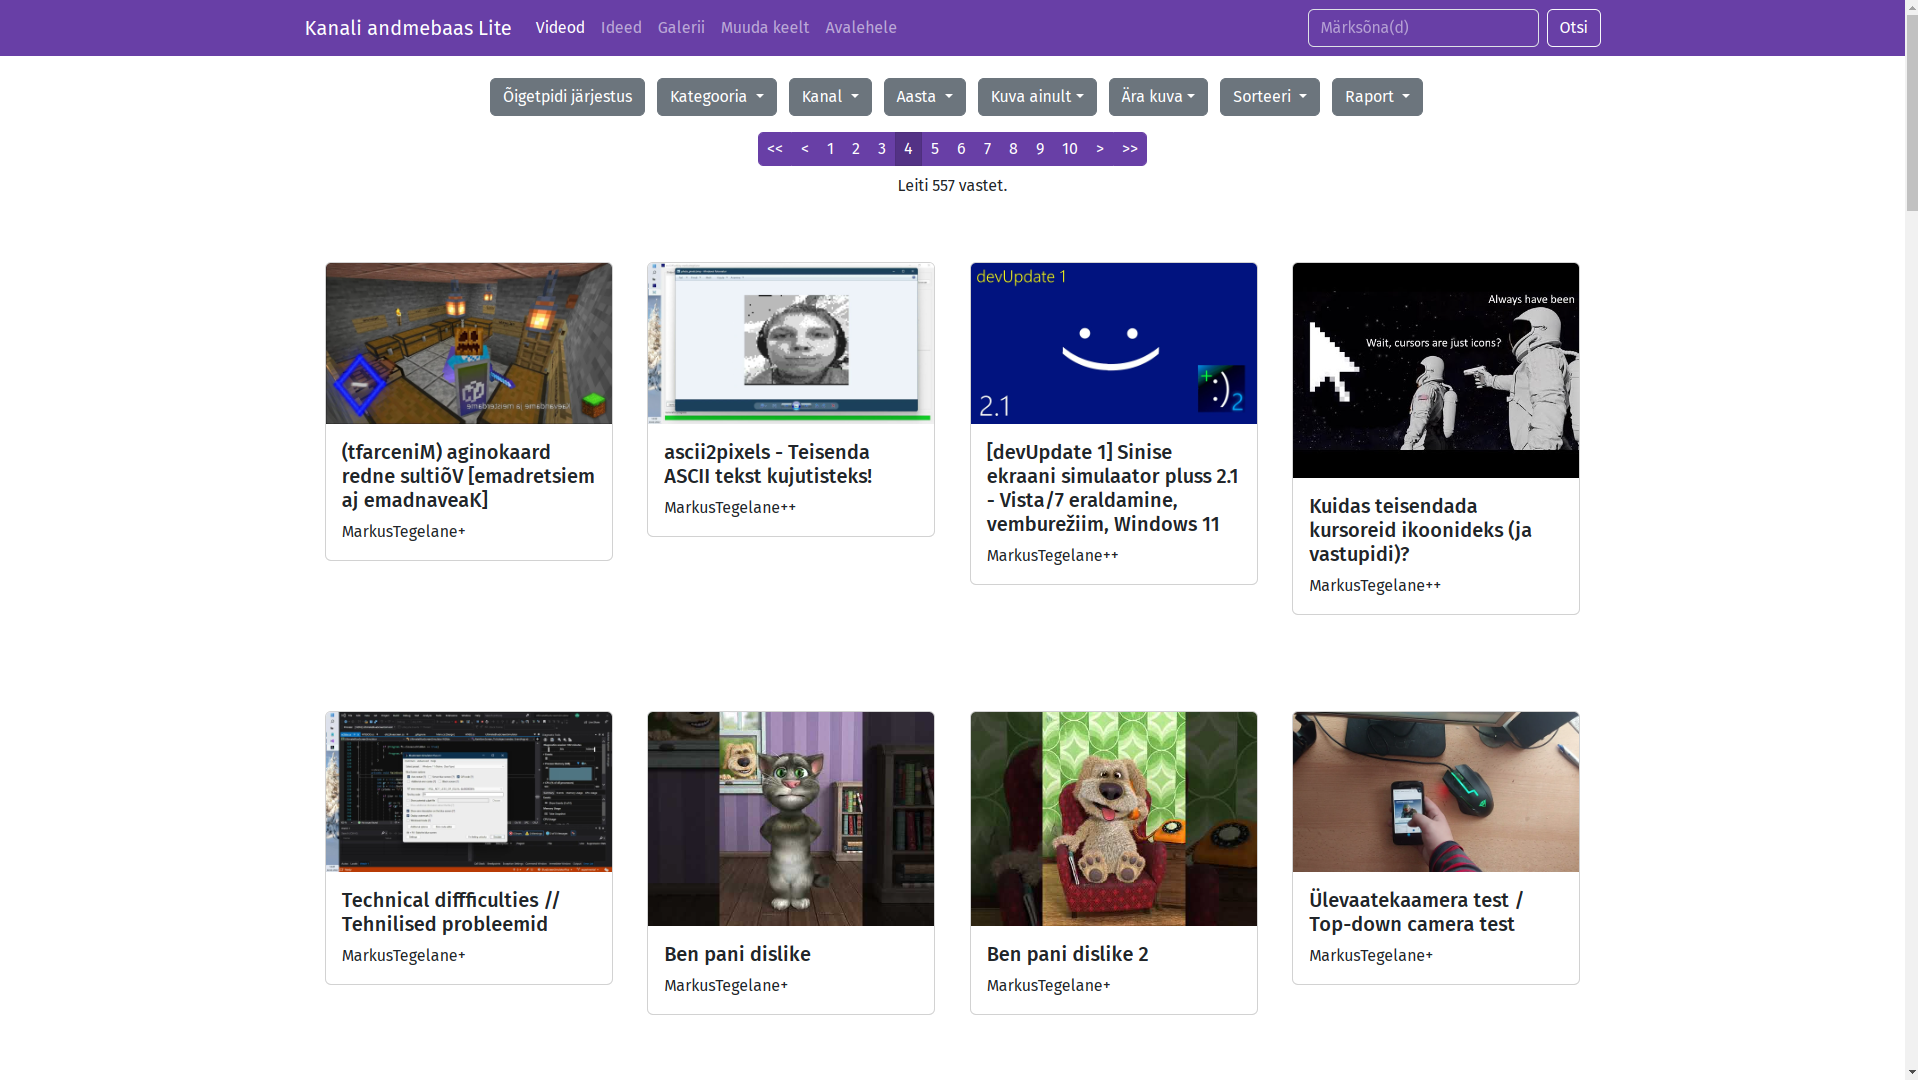 Kanali andmebaas Lite Videod Ideed Galerii Muuda keelt Avalehele Märksõna(d) Otsi
Õigetpidi järjestus Kategooria Kanal Aasta Kuva ainult Ära kuva Sorteeri Raport
<< < 1 2 3 4 5 6 7 8 9 10 > >>
Leiti 557 vastet.
Kaevandame ja meisterdame
(tfarceniM) aginokaard
redne sultiõV [emadretsiem
aj emadnaveaK]
MarkusTegelane+
ascii2pixels - Teisenda
ASCII tekst kujutisteks!
MarkusTegelane++
devUpdate 1
:)
2
2.1
[devUpdate 1] Sinise
ekraani simulaator pluss 2.1
- Vista/7 eraldamine,
vemburežiim, Windows 11
MarkusTegelane++
Always have been
Wait, cursors are just icons?
Kuidas teisendada
kursoreid ikoonideks (ja
vastupidi)?
MarkusTegelane++
Technical diffficulties //
Tehnilised probleemid
MarkusTegelane+
Ben pani dislike
MarkusTegelane+
Ben pani dislike 2
MarkusTegelane+
Ülevaatekaamera test /
Top-down camera test
MarkusTegelane+